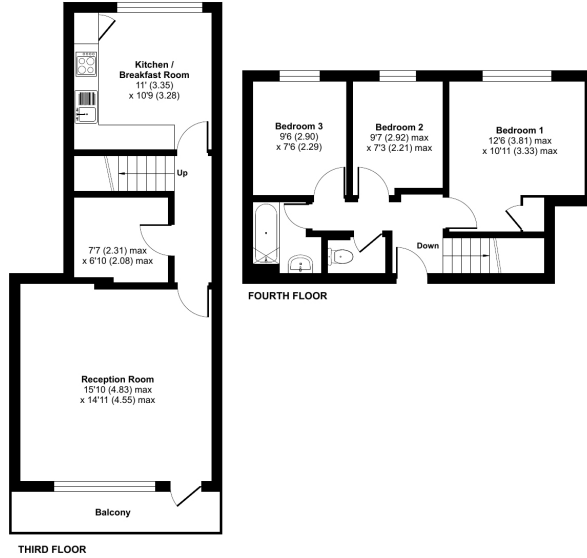 Kitchen /
Breakfast Room
11' (3.35)
x 10'9 (3.28)
Up
7'7 (2.31) max
x 6'10 (2.08) max
Reception Room
15'10 (4.83) max
x 14'11 (4.55) max
Balcony
THIRD FLOOR
Bedroom 3
9'6 (2.90)
x 7'6 (2.29)
Bedroom 2
9'7 (2.92) max
x 7'3 (2.21) max
Bedroom 1
12'6 (3.81) max
x 10'11 (3.33) max
Down
FOURTH FLOOR